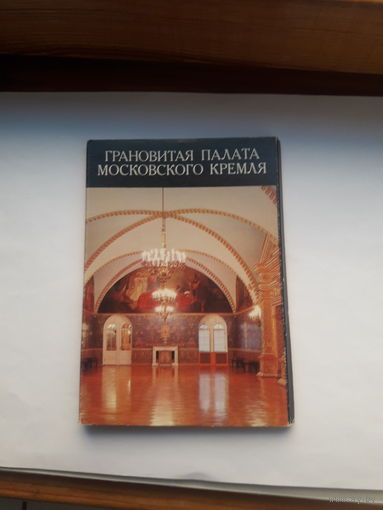 ГРАНОВИТАЯ ПАЛАТА
МОСКОВСКОГО КРЕМЛЯ